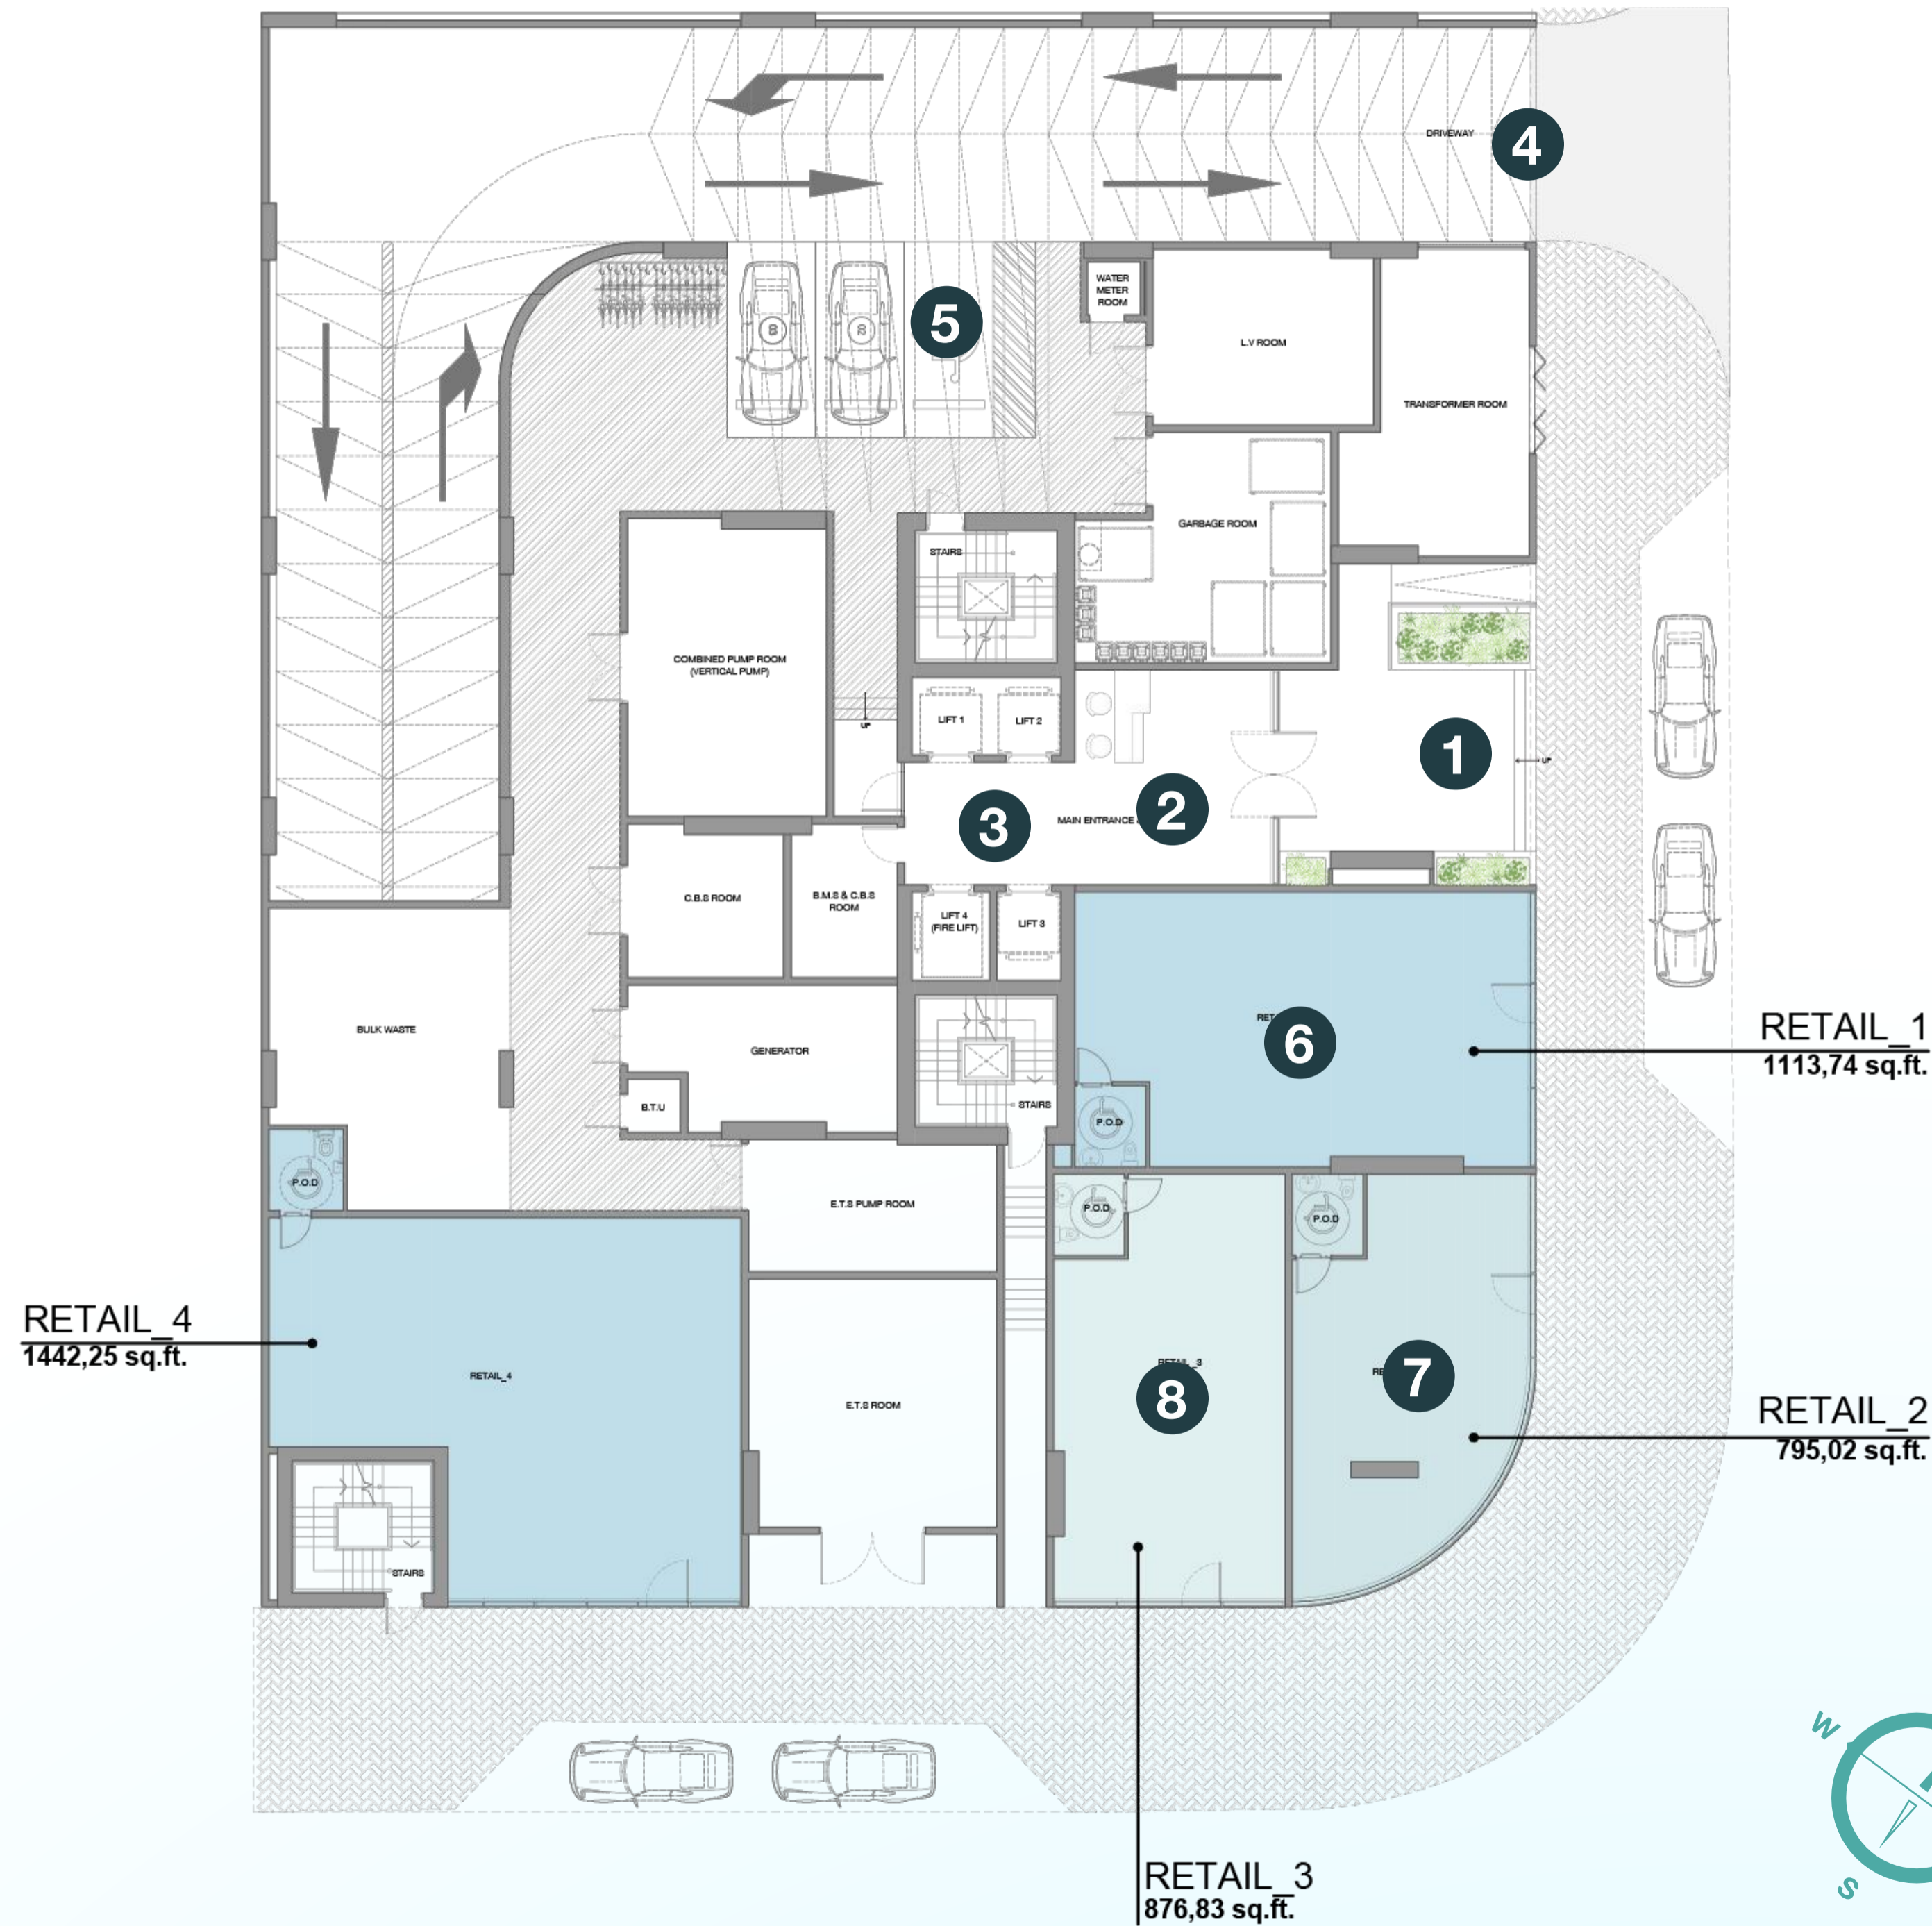 DRIVEWAY
4
WATER
METER
ROOM
5
L.V ROOM
TRANSFORMER ROOM
GARBAGE ROOM
STAIRS
COMBINED PUMP ROOM
(VERTICAL PUMP)
LIFT 1
LIFT 2
UP
1
UP
2
3
MAIN ENTRANCE
C.B.S ROOM
B.M.S & C.B.S
ROOM
LIFT 4
(FIRE LIFT)
LIFT 3
BULK WASTE
GENERATOR
6
RETAIL_1
1113,74 sq.ft.
B.T.U
STAIRS
P.O.D
P.O.D
E.T.S PUMP ROOM
P.O.D
P.O.D
RETAIL_4
1442,25 sq.ft.
RETAIL_4
E.T.S ROOM
RETAIL_3
8
7
RETAIL_2
795,02 sq.ft.
STAIRS
W
S
RETAIL_3
876,83 sq.ft.